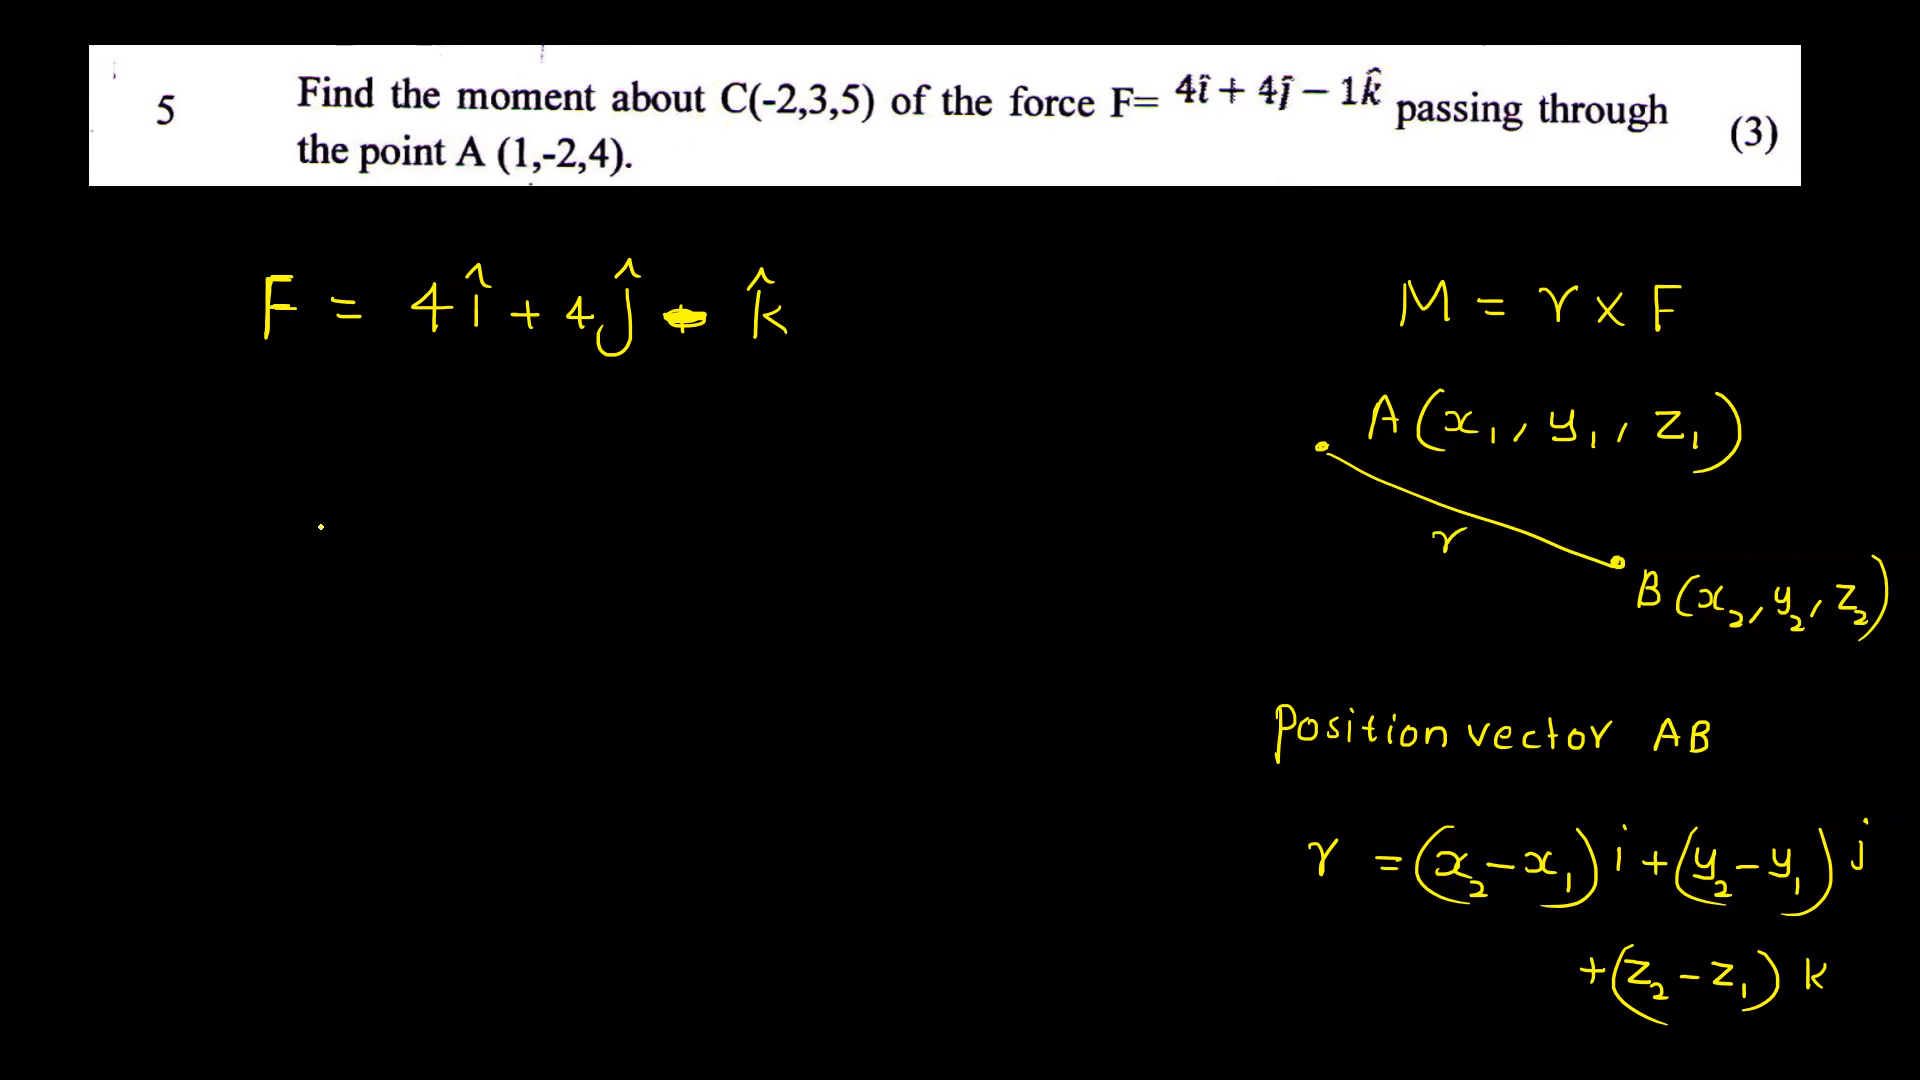 5 Find the moment about C(-2,3,5) of the force F= 4î + 4ĵ − 1k̂ passing through
the point A (1,-2,4). (3)
F = 4î + 4ĵ - k̂
M = r × F
A(x₁, y₁, z₁)
r
B(x₂, y₂, z₂)
Position vector AB
r = (x₂ − x₁) i + (y₂ − y₁) j
+ (z₂ − z₁) k